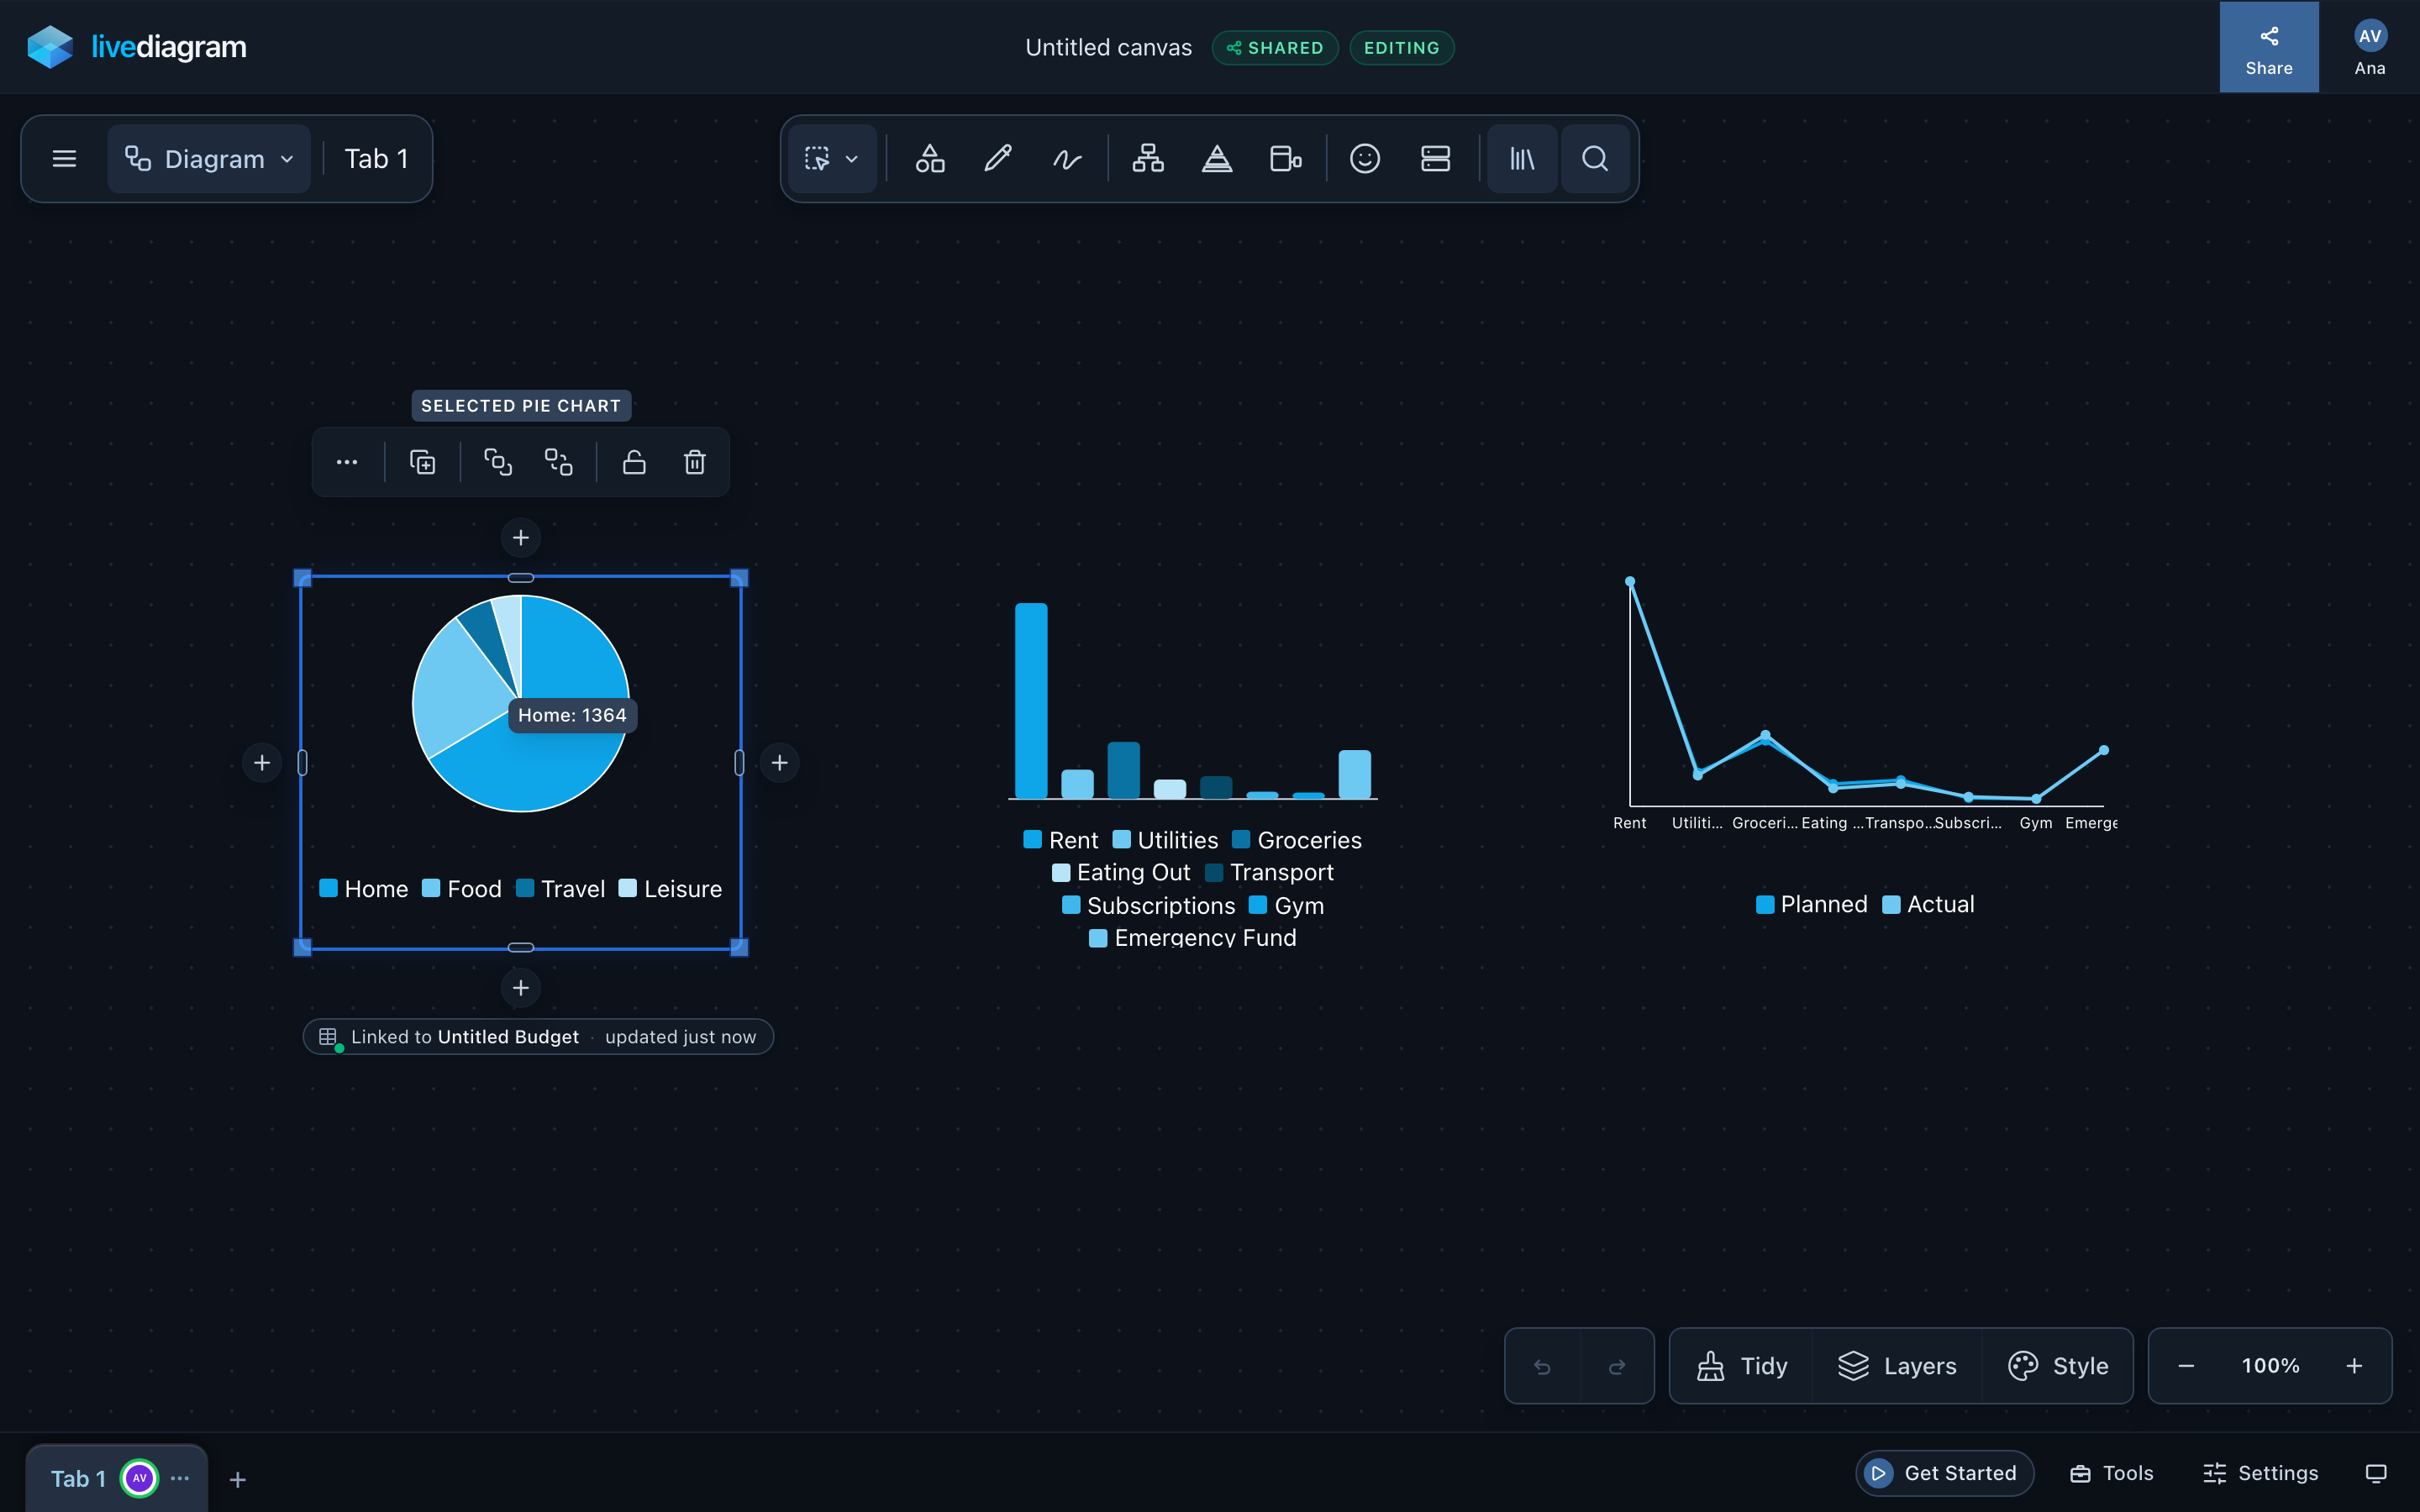 livediagram
Untitled canvas
SHARED
EDITING
Share
AV
Ana
Diagram
Tab 1
SELECTED PIE CHART
Home: 1364
Home Food Travel Leisure
Linked to Untitled Budget · updated just now
Rent Utilities Groceries
Eating Out Transport
Subscriptions Gym
Emergency Fund
Rent Utiliti... Groceri... Eating ... Transpo... Subscri... Gym Emerge
Planned Actual
Tidy
Layers
Style
100%
Tab 1
AV
Get Started
Tools
Settings